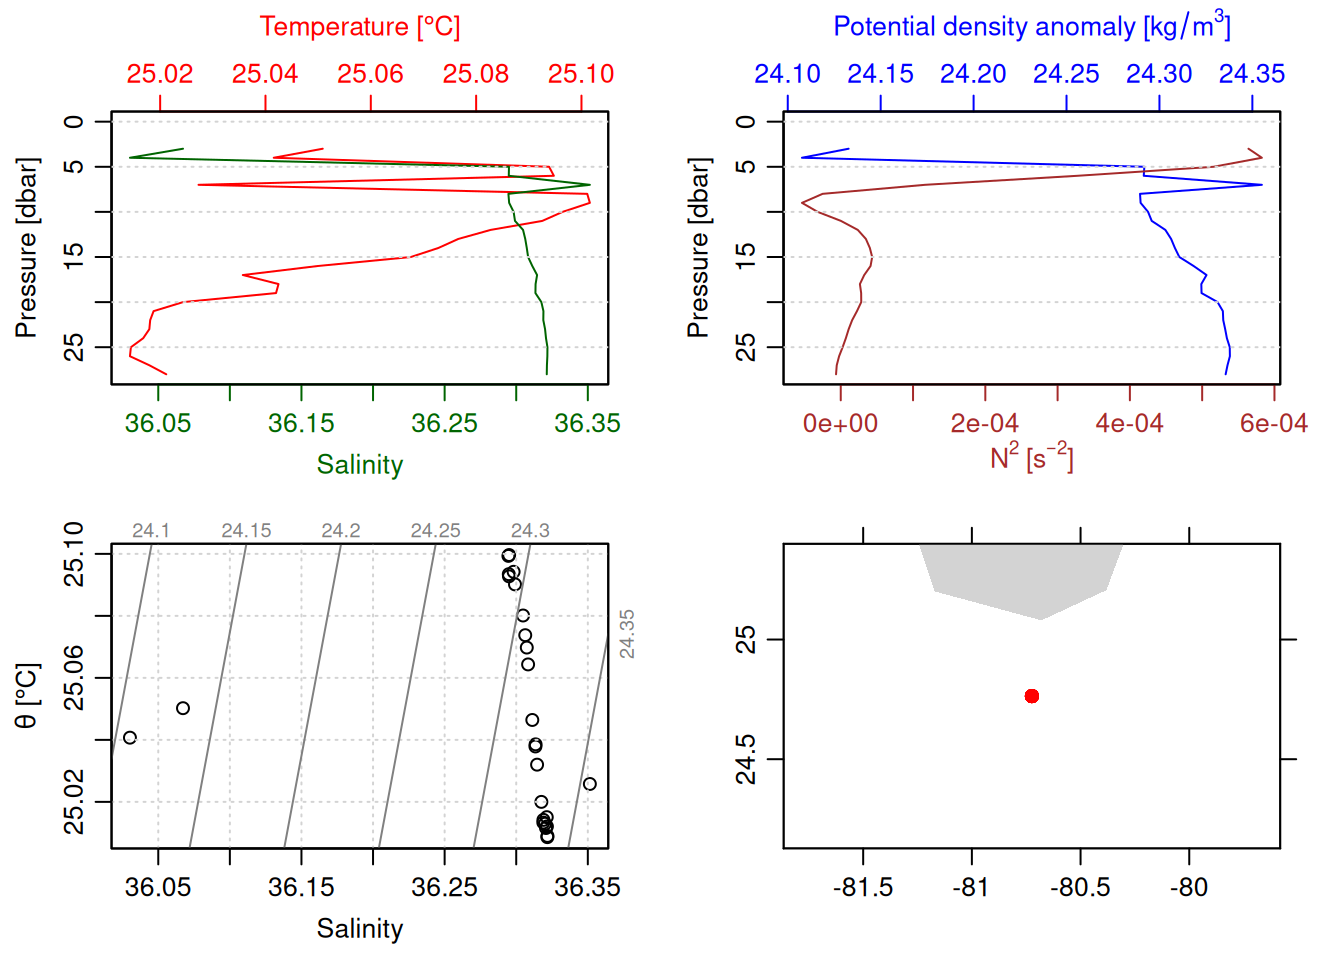 Temperature [°C]
25.02 25.04 25.06 25.08 25.10
Pressure [dbar]
0
5
15
25
36.05 36.15 36.25 36.35
Salinity
Potential density anomaly [kg/m³]
24.10 24.15 24.20 24.25 24.30 24.35
Pressure [dbar]
0
5
15
25
0e+00 2e-04 4e-04 6e-04
N² [s⁻²]
24.1 24.15 24.2 24.25 24.3
24.35
θ [°C]
25.10
25.06
25.02
36.05 36.15 36.25 36.35
Salinity
25
24.5
-81.5 -81 -80.5 -80